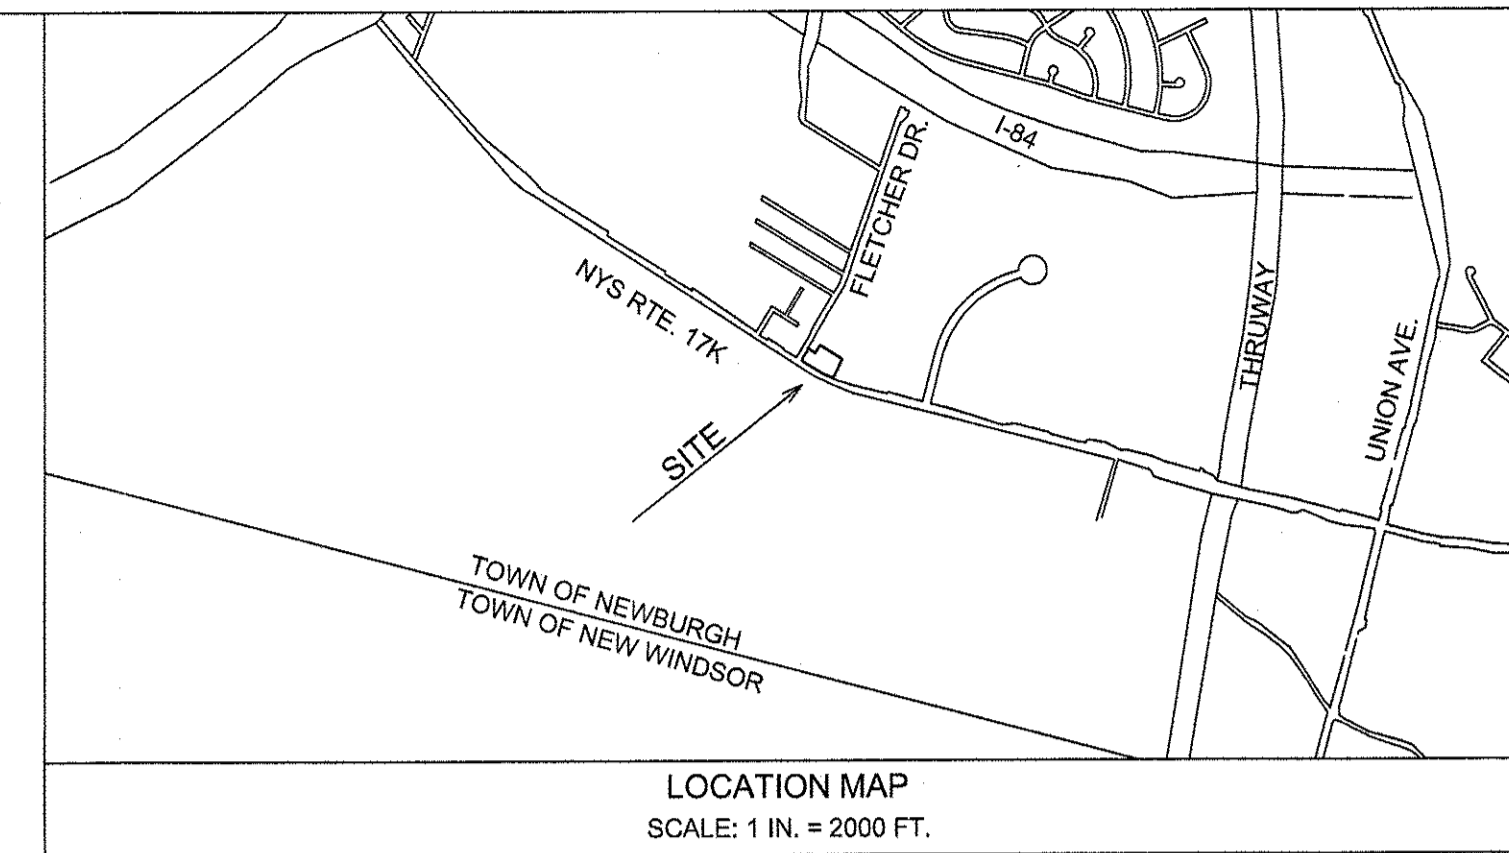 I-84
FLETCHER DR.
NYS RTE. 17K
THRUWAY
UNION AVE.
SITE
TOWN OF NEWBURGH
TOWN OF NEW WINDSOR
LOCATION MAP
SCALE: 1 IN. = 2000 FT.